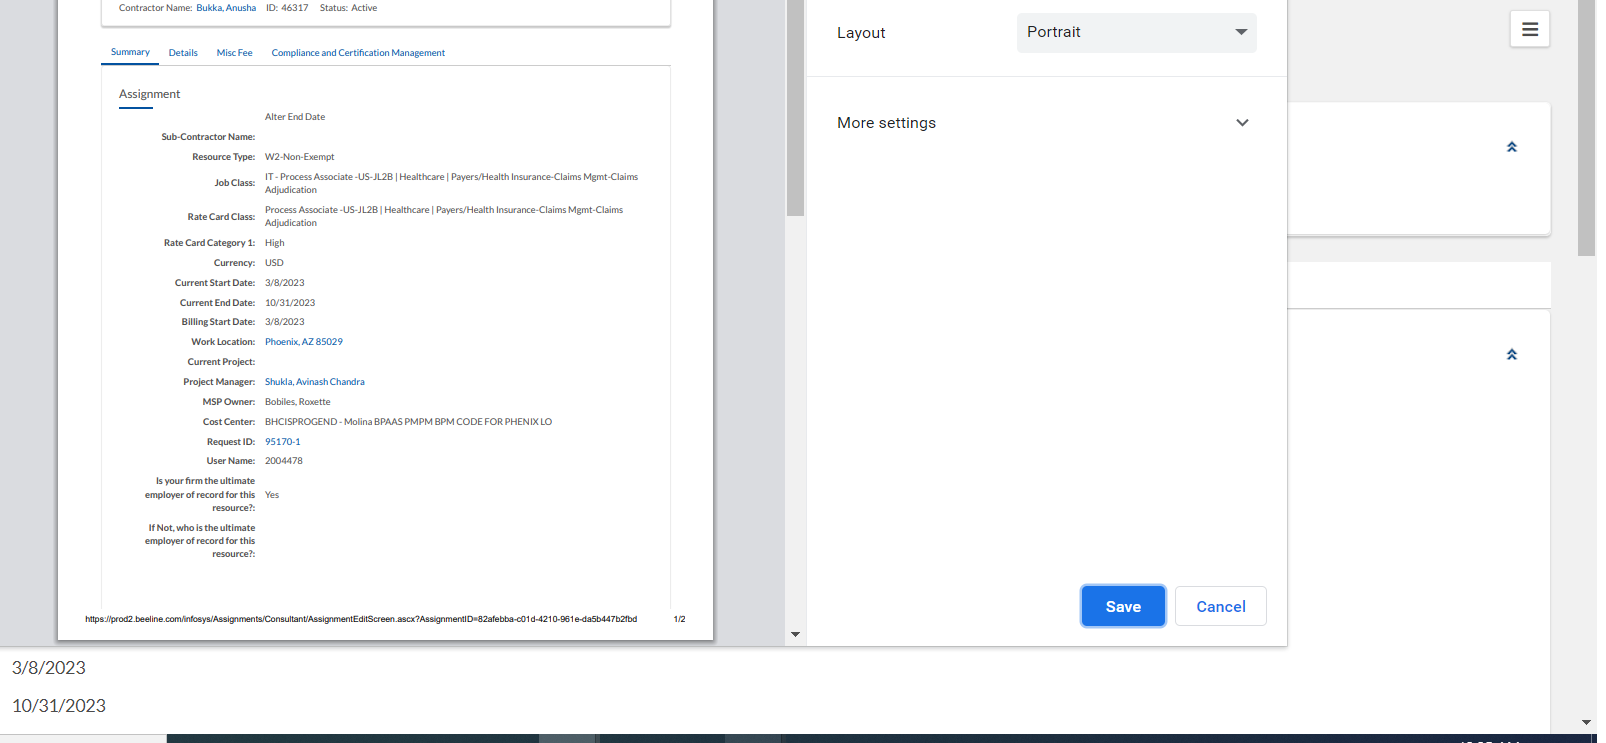 Contractor Name: Bukka, Anusha ID: 46317 Status: Active
Summary Details Misc Fee Compliance and Certification Management
Assignment
Alter End Date
Sub-Contractor Name:
Resource Type: W2-Non-Exempt
Job Class: IT - Process Associate -US-JL2B | Healthcare | Payers/Health Insurance-Claims Mgmt-Claims
Adjudication
Rate Card Class: Process Associate -US-JL2B | Healthcare | Payers/Health Insurance-Claims Mgmt-Claims
Adjudication
Rate Card Category 1: High
Currency: USD
Current Start Date: 3/8/2023
Current End Date: 10/31/2023
Billing Start Date: 3/8/2023
Work Location: Phoenix, AZ 85029
Current Project:
Project Manager: Shukla, Avinash Chandra
MSP Owner: Bobiles, Roxette
Cost Center: BHCISPROGEND - Molina BPAAS PMPM BPM CODE FOR PHENIX LO
Request ID: 95170-1
User Name: 2004478
Is your firm the ultimate
employer of record for this
resource?: Yes
If Not, who is the ultimate
employer of record for this
resource?:
https://prod2.beeline.com/infosys/Assignments/Consultant/AssignmentEditScreen.ascx?AssignmentID=82afebba-c01d-4210-961e-da5b447b2fbd 1/2
Layout Portrait
More settings
Save Cancel
3/8/2023
10/31/2023